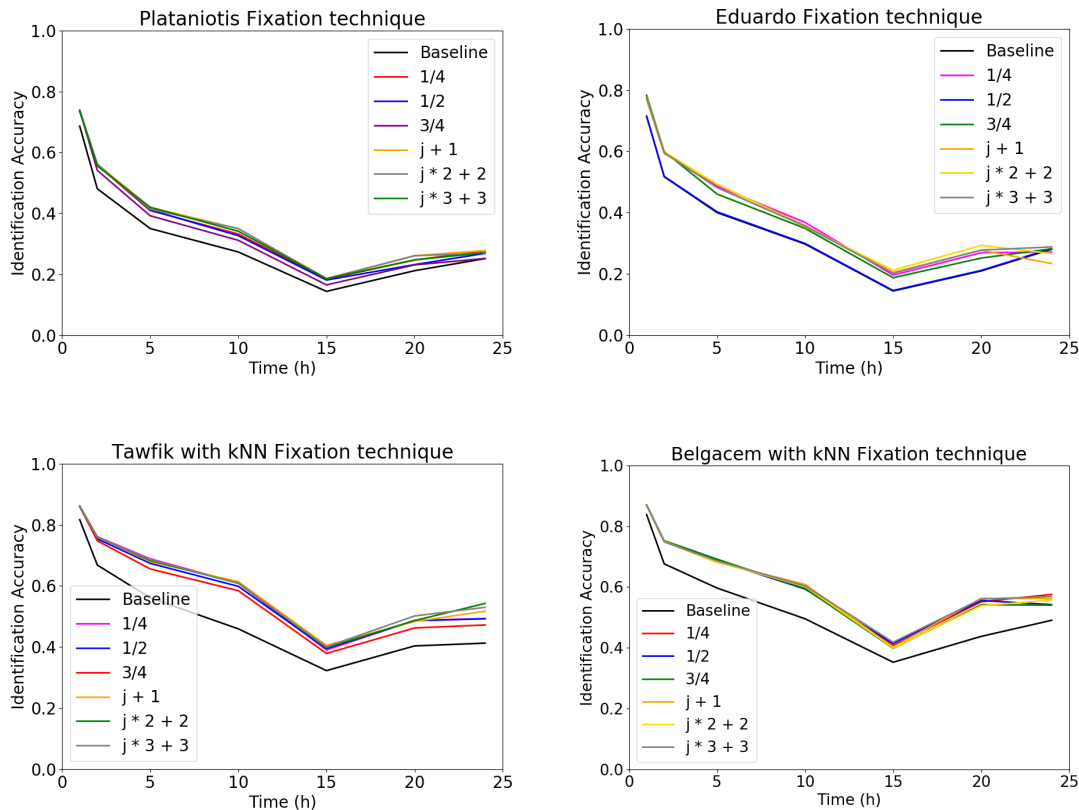 Plataniotis Fixation technique
Identification Accuracy
1.0
0.8
0.6
0.4
0.2
0.0
0 5 10 15 20 25
Time (h)
Baseline
1/4
1/2
3/4
j + 1
j * 2 + 2
j * 3 + 3
Eduardo Fixation technique
Identification Accuracy
1.0
0.8
0.6
0.4
0.2
0.0
0 5 10 15 20 25
Time (h)
Baseline
1/4
1/2
3/4
j + 1
j * 2 + 2
j * 3 + 3
Tawfik with kNN Fixation technique
Identification Accuracy
1.0
0.8
0.6
0.4
0.2
0.0
0 5 10 15 20 25
Time (h)
Baseline
1/4
1/2
3/4
j + 1
j * 2 + 2
j * 3 + 3
Belgacem with kNN Fixation technique
Identification Accuracy
1.0
0.8
0.6
0.4
0.2
0.0
0 5 10 15 20 25
Time (h)
Baseline
1/4
1/2
3/4
j + 1
j * 2 + 2
j * 3 + 3